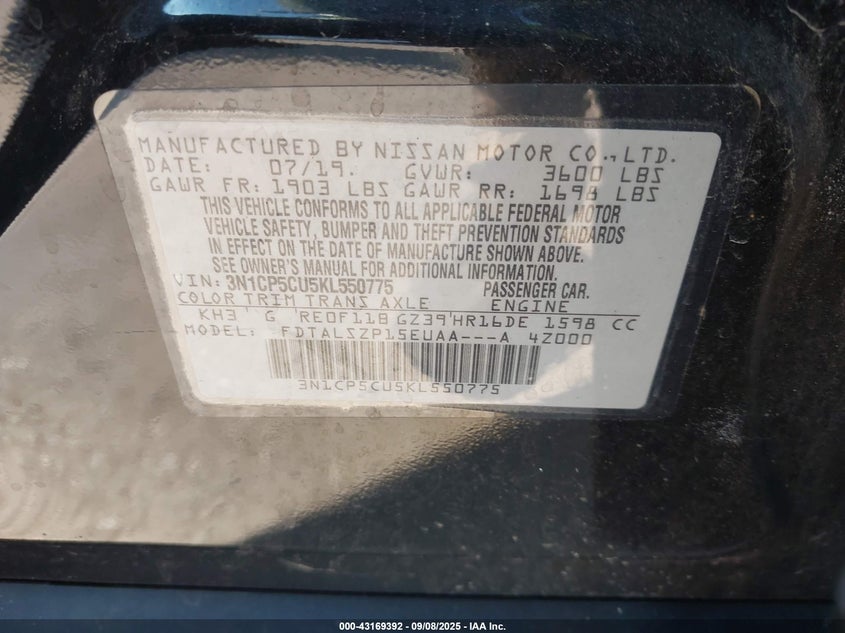 MANUFACTURED BY NISSAN MOTOR CO., LTD.
DATE: 07/19. GVWR: 3600 LBS
GAWR FR: 1903 LBS GAWR RR: 1698 LBS
THIS VEHICLE CONFORMS TO ALL APPLICABLE FEDERAL MOTOR
VEHICLE SAFETY, BUMPER AND THEFT PREVENTION STANDARDS
IN EFFECT ON THE DATE OF MANUFACTURE SHOWN ABOVE.
SEE OWNER'S MANUAL FOR ADDITIONAL INFORMATION.
VIN: 3N1CP5CU5KL550775 PASSENGER CAR.
COLOR TRIM TRANS AXLE ENGINE
KH3 G RE0F11B GZ39 HR16DE 1598 CC
MODEL: FDTALSZP15EUAA---A 4Z000
3N1CP5CU5KL550775
000-43169392 - 09/08/2025 - IAA Inc.